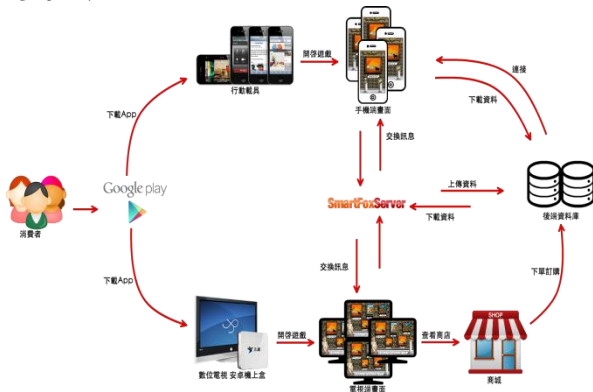 開啓遊戲
連接
行動載具
手機端畫面
下載資料
下載App
交換訊息
Google play
上傳資料
SmartFoxServer
下載資料
消費者
後端資料庫
下載App
交換訊息
下單訂購
SHOP
開啓遊戲
查看商店
數位電視 安卓機上盒
電視端畫面
商城